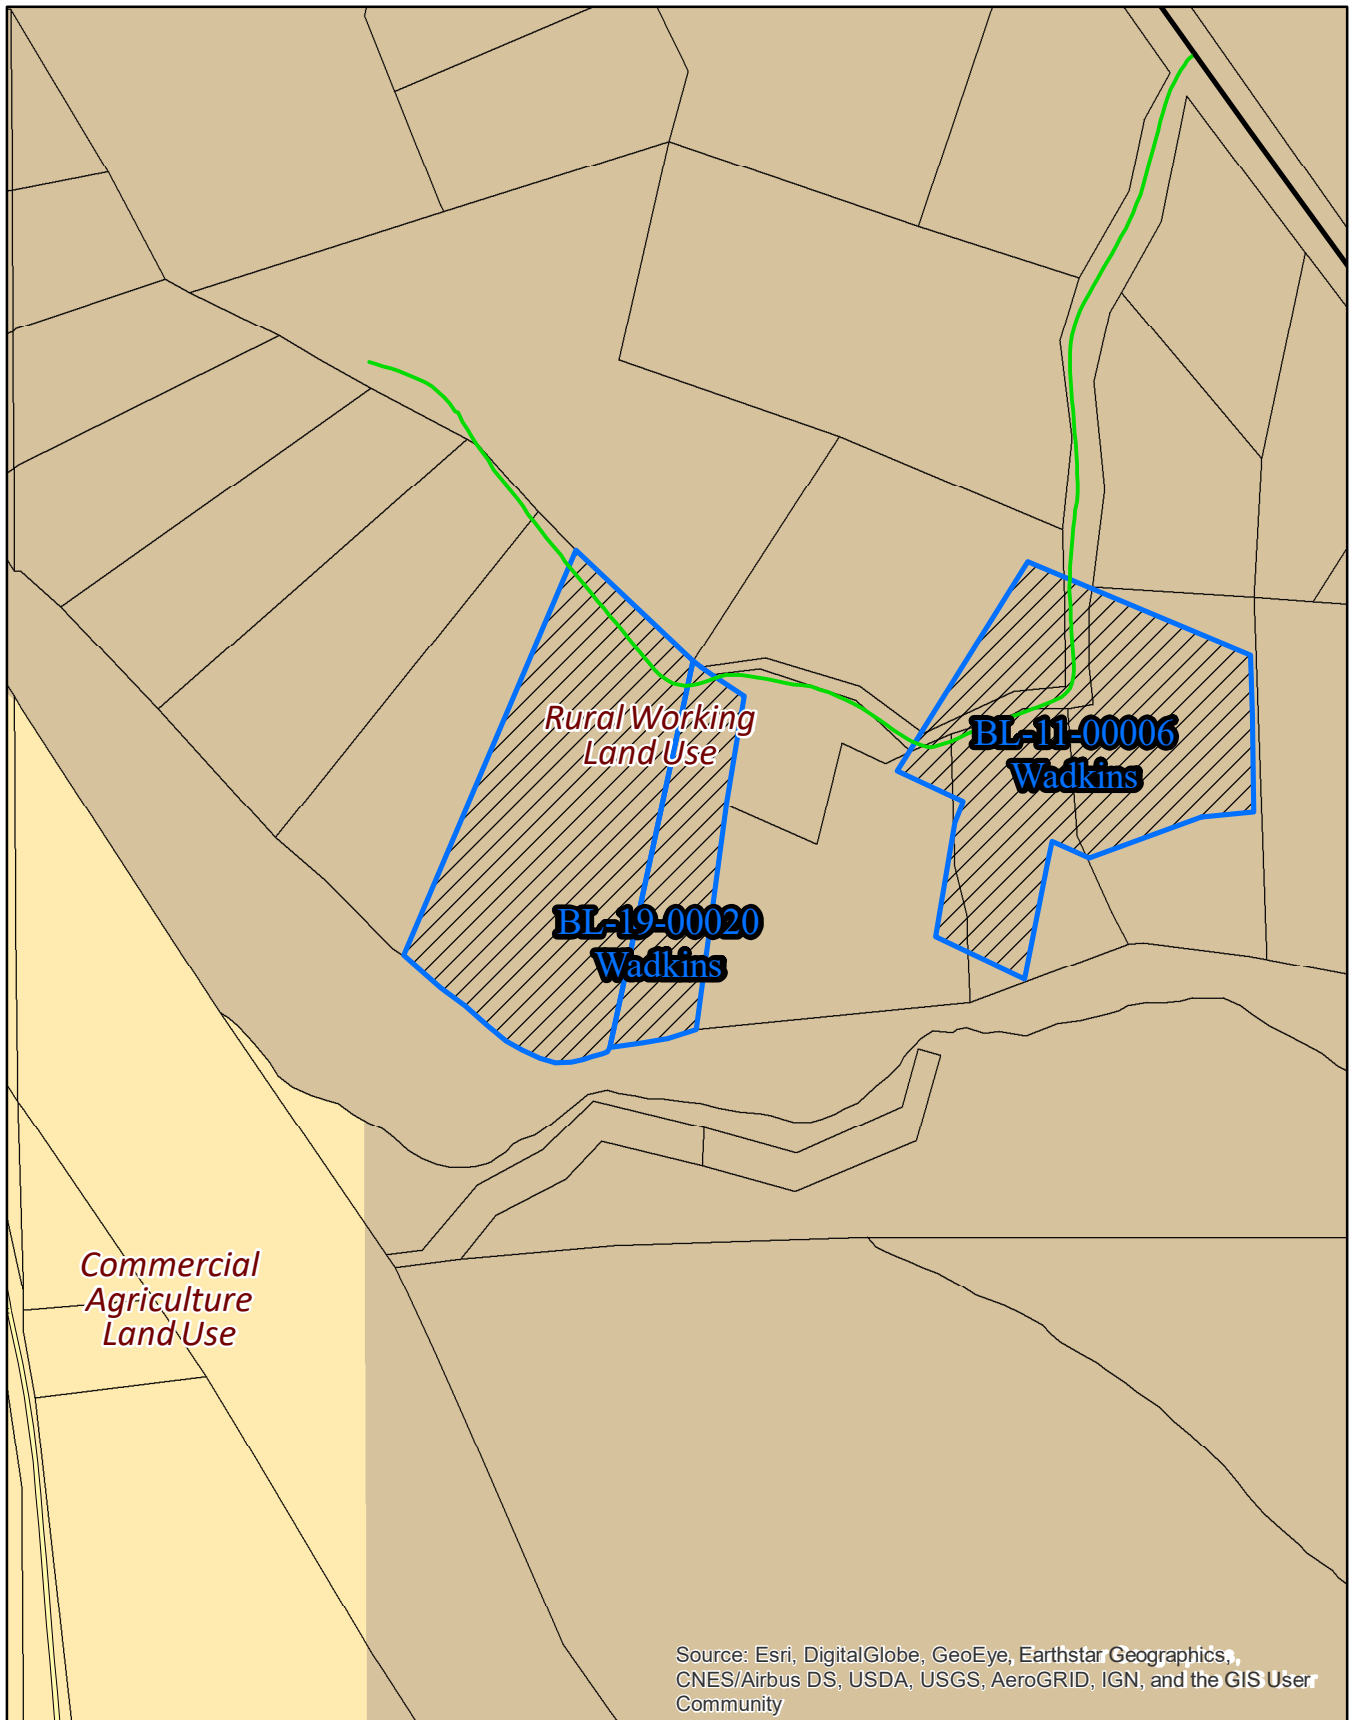 Rural Working
Land Use
BL-11-00006
Wadkins
BL-19-00020
Wadkins
Commercial
Agriculture
Land Use
Source: Esri, DigitalGlobe, GeoEye, Earthstar Geographics,
CNES/Airbus DS, USDA, USGS, AeroGRID, IGN, and the GIS User
Community